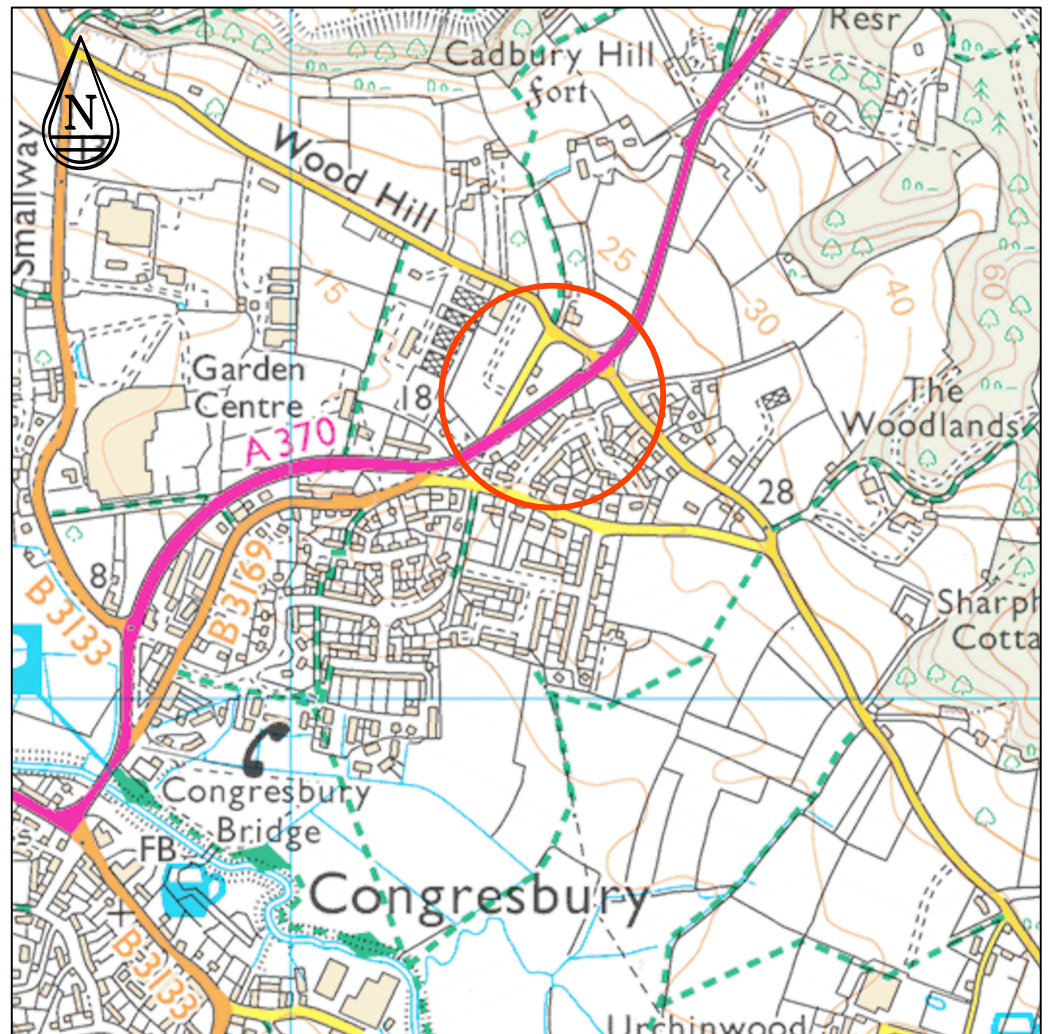 Resr
Cadbury Hill
fort
N
Smallway
Wood Hill
25
15
30
40
60
Garden
Centre
18
The
Woodlands
A 370
28
8
B 3169
B 3133
Sharph
Cotta
Congresbury
Bridge
FB
Congresbury
B 3133
Urchinwood